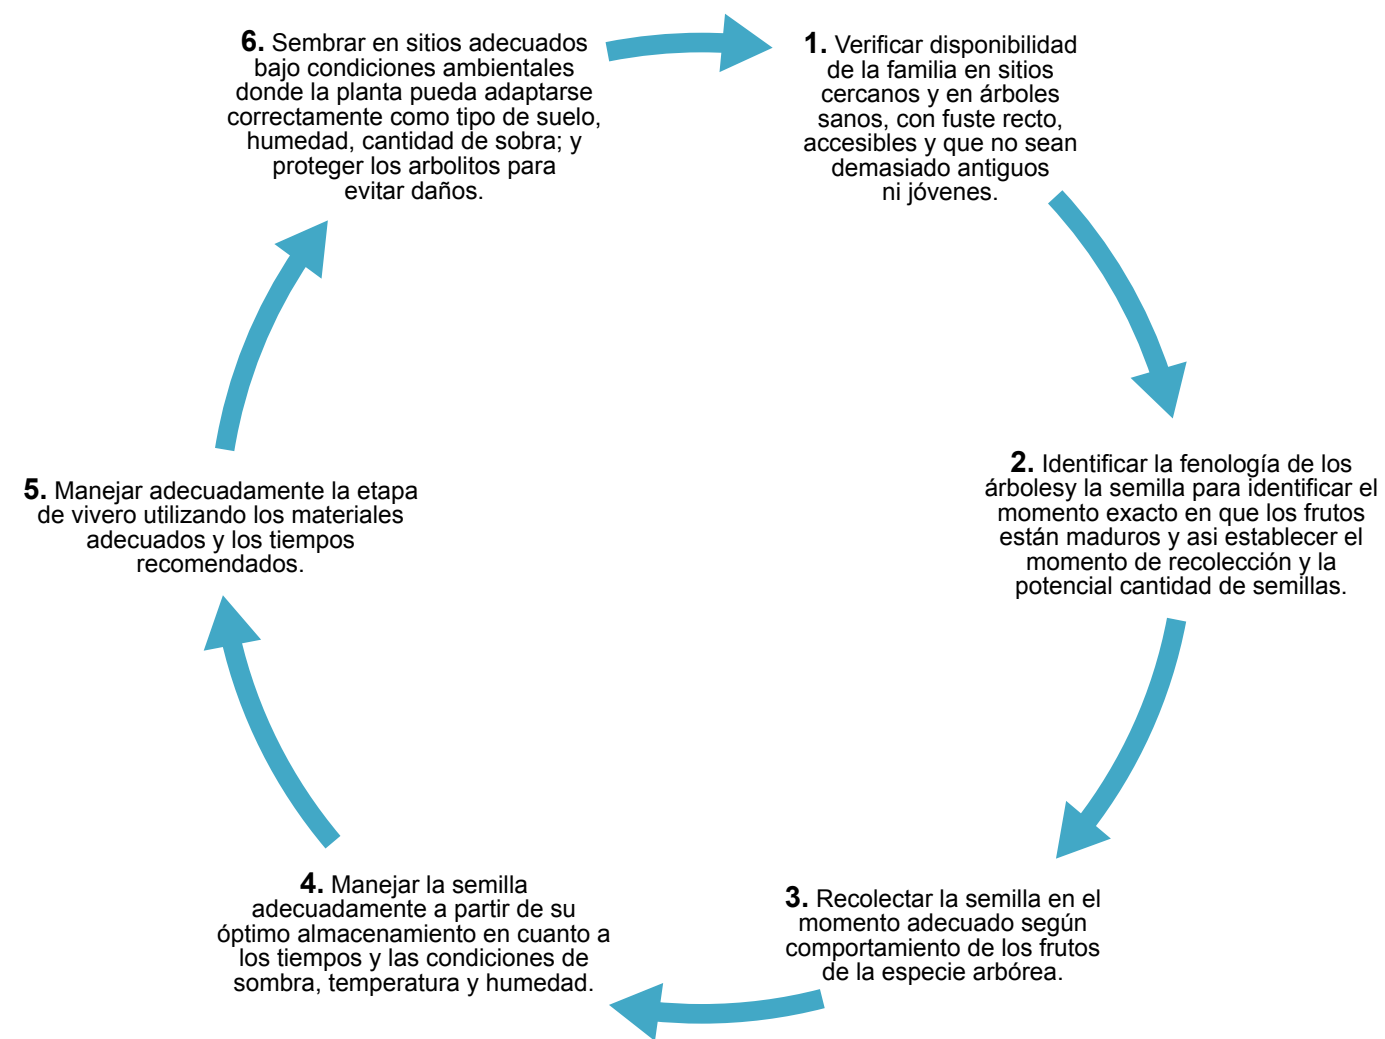 1. Verificar disponibilidad
de la familia en sitios
cercanos y en árboles
sanos, con fuste recto,
accesibles y que no sean
demasiado antiguos
ni jóvenes.
2. Identificar la fenología de los
árbolesy la semilla para identificar el
momento exacto en que los frutos
están maduros y asi establecer el
momento de recolección y la
potencial cantidad de semillas.
3. Recolectar la semilla en el
momento adecuado según
comportamiento de los frutos
de la especie arbórea.
4. Manejar la semilla
adecuadamente a partir de su
óptimo almacenamiento en cuanto a
los tiempos y las condiciones de
sombra, temperatura y humedad.
5. Manejar adecuadamente la etapa
de vivero utilizando los materiales
adecuados y los tiempos
recomendados.
6. Sembrar en sitios adecuados
bajo condiciones ambientales
donde la planta pueda adaptarse
correctamente como tipo de suelo,
humedad, cantidad de sobra; y
proteger los arbolitos para
evitar daños.